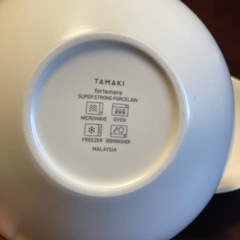 TAMAKI
fortemore
SUPER STRONG PORCELAIN
MICROWAVE OVEN
FREEZER DISHWASHER
MALAYSIA